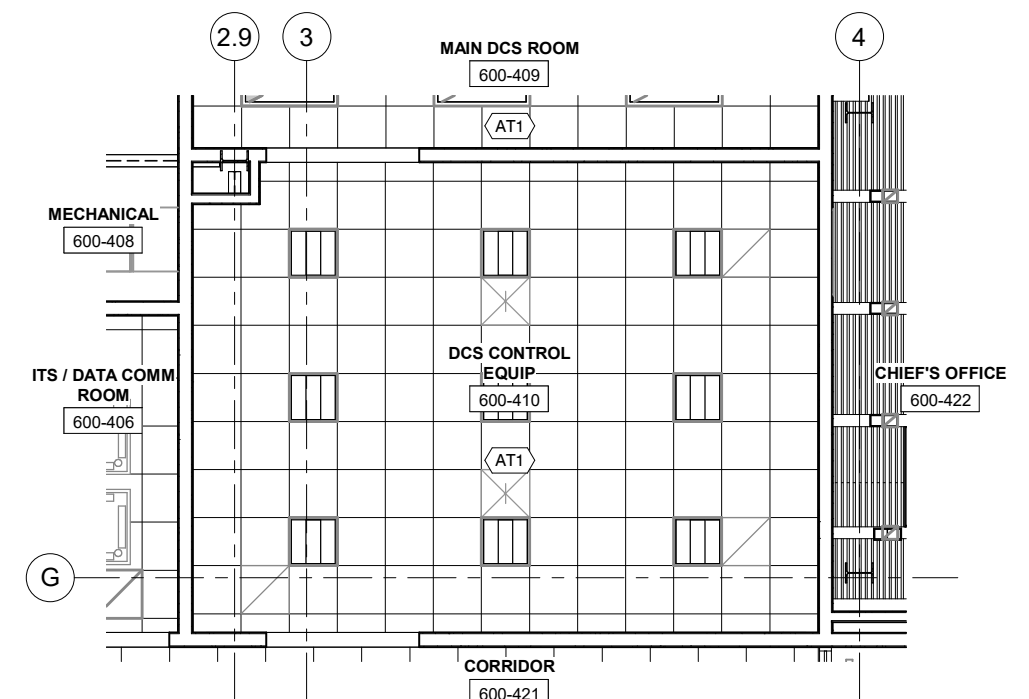 2.9
3
4
MAIN DCS ROOM
600-409
AT1
MECHANICAL
600-408
DCS CONTROL
EQUIP
600-410
ITS / DATA COMM
ROOM
600-406
CHIEF'S OFFICE
600-422
AT1
G
CORRIDOR
600-421